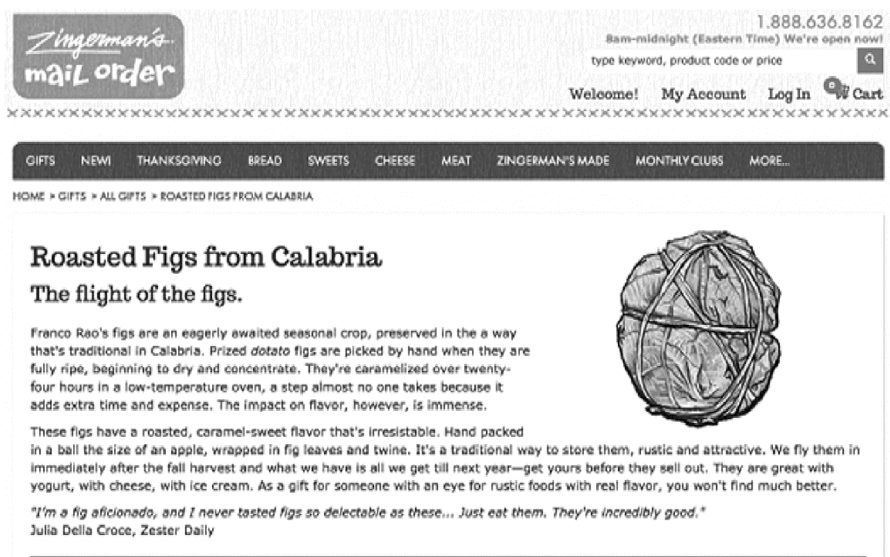 Zingerman's
mail order
1.888.636.8162
8am-midnight (Eastern Time) We're open now!
type keyword, product code or price
Welcome! My Account Log In 0 Cart
GIFTS NEW! THANKSGIVING BREAD SWEETS CHEESE MEAT ZINGERMAN'S MADE MONTHLY CLUBS MORE...
HOME » GIFTS » ALL GIFTS » ROASTED FIGS FROM CALABRIA
Roasted Figs from Calabria
The flight of the figs.
Franco Rao's figs are an eagerly awaited seasonal crop, preserved in the a way
that's traditional in Calabria. Prized dotato figs are picked by hand when they are
fully ripe, beginning to dry and concentrate. They're caramelized over twenty-
four hours in a low-temperature oven, a step almost no one takes because it
adds extra time and expense. The impact on flavor, however, is immense.
These figs have a roasted, caramel-sweet flavor that's irresistable. Hand packed
in a ball the size of an apple, wrapped in fig leaves and twine. It's a traditional way to store them, rustic and attractive. We fly them in
immediately after the fall harvest and what we have is all we get till next year—get yours before they sell out. They are great with
yogurt, with cheese, with ice cream. As a gift for someone with an eye for rustic foods with real flavor, you won't find much better.
"I'm a fig aficionado, and I never tasted figs so delectable as these... Just eat them. They're incredibly good."
Julia Della Croce, Zester Daily